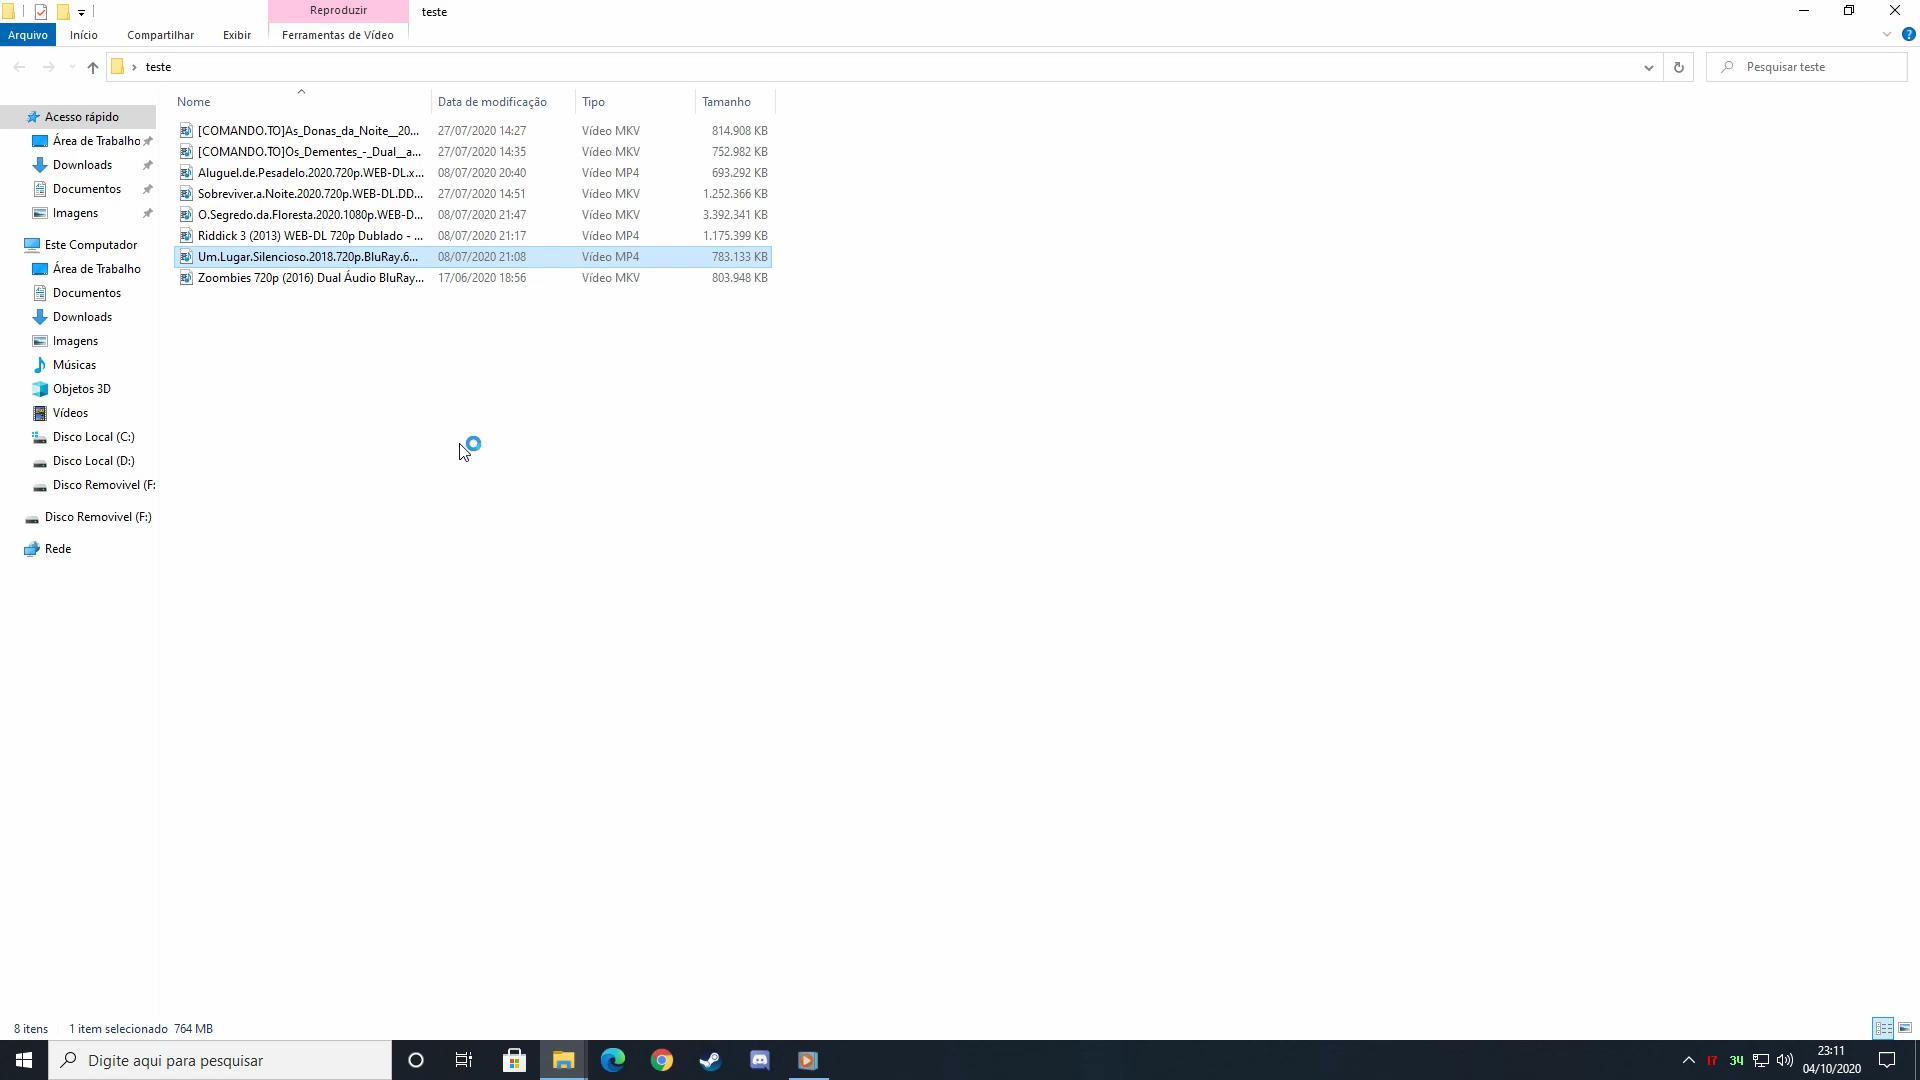 Reproduzir
teste
Arquivo
Início
Compartilhar
Exibir
Ferramentas de Vídeo
teste
Pesquisar teste
Nome
Data de modificação
Tipo
Tamanho
[COMANDO.TO]As_Donas_da_Noite__20... 27/07/2020 14:27 Vídeo MKV 814.908 KB
[COMANDO.TO]Os_Dementes_-_Dual__a... 27/07/2020 14:35 Vídeo MKV 752.982 KB
Aluguel.de.Pesadelo.2020.720p.WEB-DL.x... 08/07/2020 20:40 Vídeo MP4 693.292 KB
Sobreviver.a.Noite.2020.720p.WEB-DL.DD... 27/07/2020 14:51 Vídeo MKV 1.252.366 KB
O.Segredo.da.Floresta.2020.1080p.WEB-D... 08/07/2020 21:47 Vídeo MKV 3.392.341 KB
Riddick 3 (2013) WEB-DL 720p Dublado - ... 08/07/2020 21:17 Vídeo MP4 1.175.399 KB
Um.Lugar.Silencioso.2018.720p.BluRay.6... 08/07/2020 21:08 Vídeo MP4 783.133 KB
Zoombies 720p (2016) Dual Áudio BluRay... 17/06/2020 18:56 Vídeo MKV 803.948 KB
Acesso rápido
Área de Trabalho
Downloads
Documentos
Imagens
Este Computador
Área de Trabalho
Documentos
Downloads
Imagens
Músicas
Objetos 3D
Vídeos
Disco Local (C:)
Disco Local (D:)
Disco Removivel (F:
Disco Removivel (F:)
Rede
8 itens
1 item selecionado 764 MB
Digite aqui para pesquisar
17
34
23:11
04/10/2020